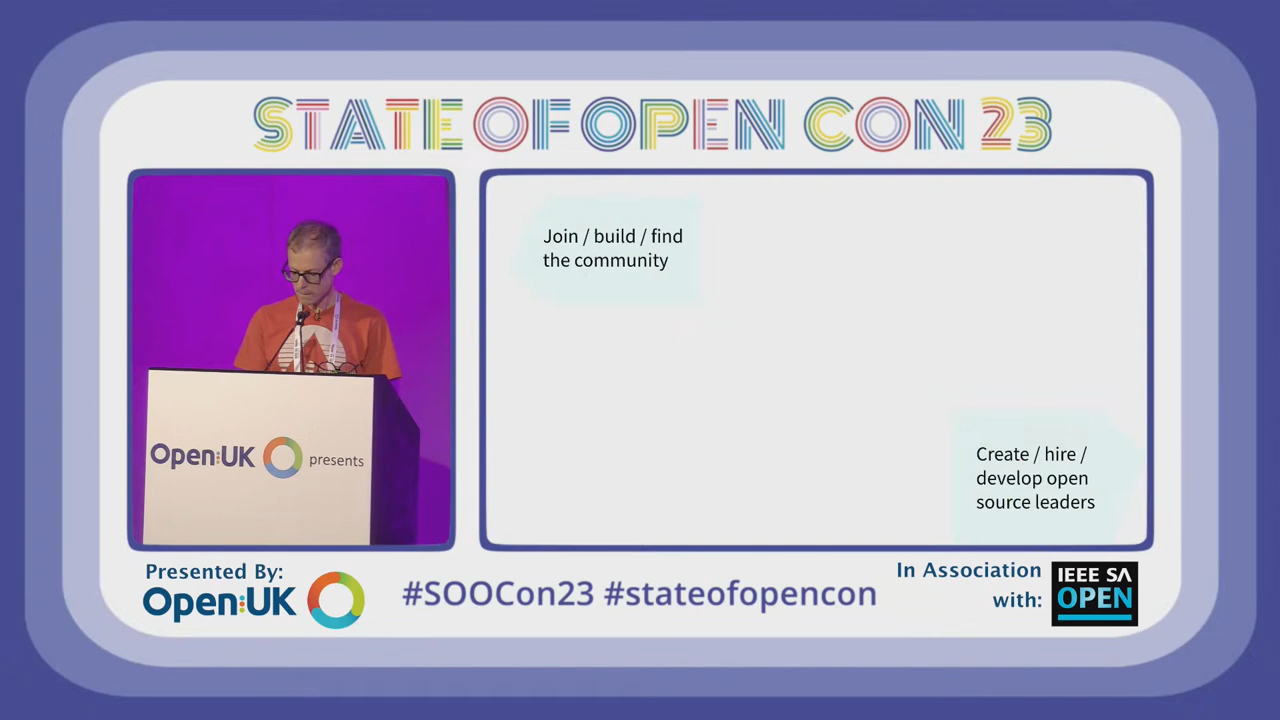 STATE OF OPEN CON 23
Join / build / find
the community
Create / hire /
develop open
source leaders
Open:UK presents
Presented By:
Open:UK
#SOOCon23 #stateofopencon
In Association
with:
IEEE SA
OPEN